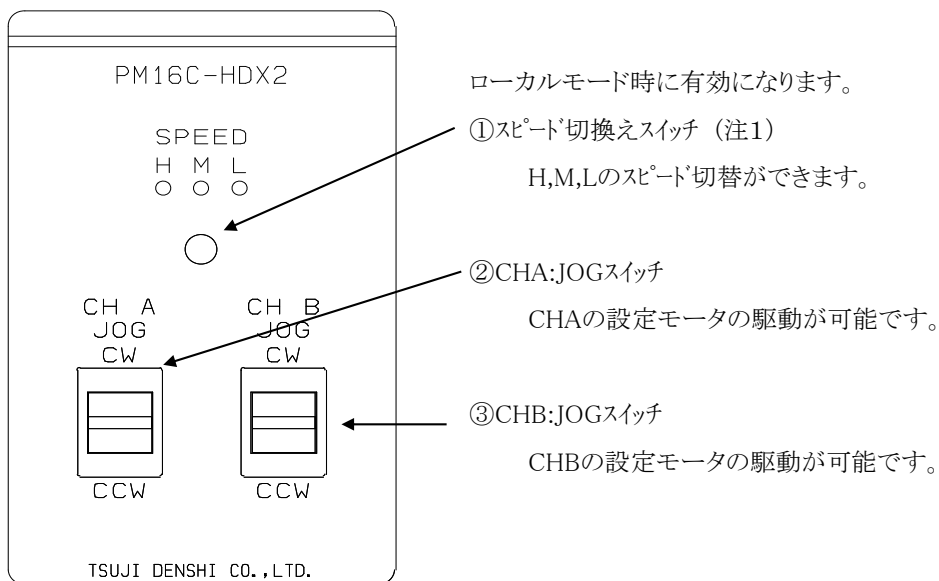 PM16C-HDX2
SPEED
H M L
CH A
JOG
CW
CCW
CH B
JOG
CW
CCW
TSUJI DENSHI CO.,LTD.
ローカルモード時に有効になります。
①スピード切換えスイッチ (注1)
H,M,Lのスピード切替ができます。
②CHA:JOGスイッチ
CHAの設定モータの駆動が可能です。
③CHB:JOGスイッチ
CHBの設定モータの駆動が可能です。